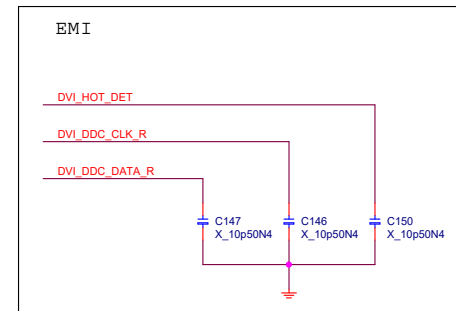 EMI
DVI_HOT_DET
DVI_DDC_CLK_R
DVI_DDC_DATA_R
C147
X_10p50N4
C146
X_10p50N4
C150
X_10p50N4